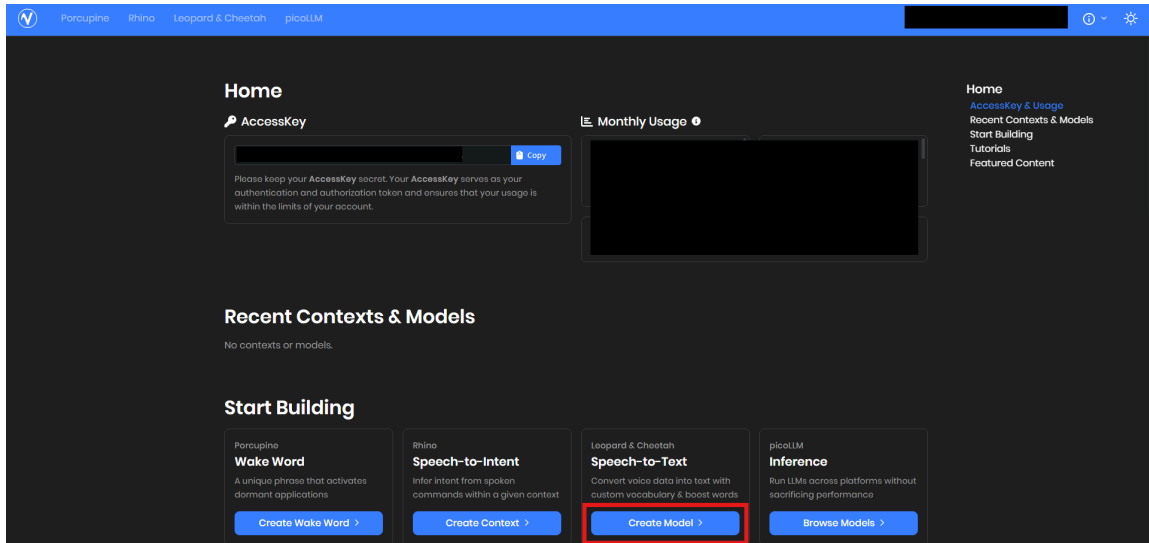 Porcupine Rhino Leopard & Cheetah picoLLM
Home
AccessKey
Copy
Please keep your AccessKey secret. Your AccessKey serves as your
authentication and authorization token and ensures that your usage is
within the limits of your account.
Monthly Usage
Home
AccessKey & Usage
Recent Contexts & Models
Start Building
Tutorials
Featured Content
Recent Contexts & Models
No contexts or models.
Start Building
Porcupine
Wake Word
A unique phrase that activates
dormant applications
Create Wake Word >
Rhino
Speech-to-Intent
Infer intent from spoken
commands within a given context
Create Context >
Leopard & Cheetah
Speech-to-Text
Convert voice data into text with
custom vocabulary & boost words
Create Model >
picoLLM
Inference
Run LLMs across platforms without
sacrificing performance
Browse Models >